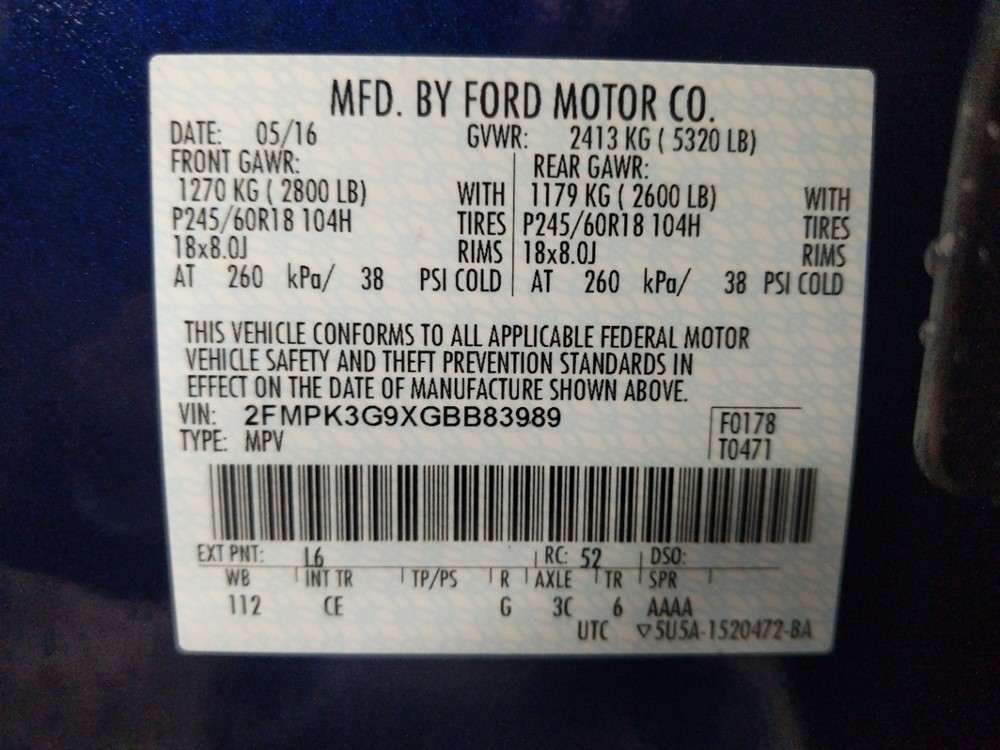 MFD. BY FORD MOTOR CO.
DATE: 05/16 GVWR: 2413 KG ( 5320 LB)
FRONT GAWR: REAR GAWR:
1270 KG ( 2800 LB) WITH 1179 KG ( 2600 LB) WITH
P245/60R18 104H TIRES P245/60R18 104H TIRES
18x8.0J RIMS 18x8.0J RIMS
AT 260 kPa/ 38 PSI COLD AT 260 kPa/ 38 PSI COLD
THIS VEHICLE CONFORMS TO ALL APPLICABLE FEDERAL MOTOR
VEHICLE SAFETY AND THEFT PREVENTION STANDARDS IN
EFFECT ON THE DATE OF MANUFACTURE SHOWN ABOVE.
VIN: 2FMPK3G9XGBB83989 F0178
TYPE: MPV T0471
EXT PNT: L6 RC: 52 DSO:
WB INT TR TP/PS R AXLE TR SPR
112 CE G 3C 6 AAAA
UTC ▽5U5A-1520472-BA